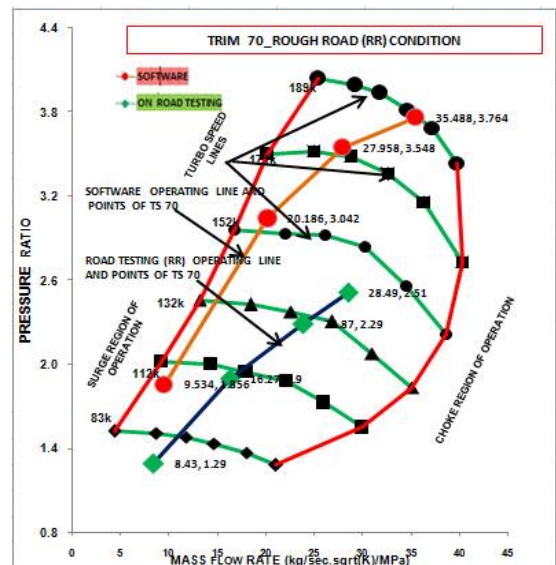 TRIM 70_ROUGH ROAD (RR) CONDITION
SOFTWARE
ON ROAD TESTING
TURBO SPEED
LINES
SOFTWARE OPERATING LINE AND
POINTS OF TS 70
ROAD TESTING (RR) OPERATING LINE
AND POINTS OF TS 70
SURGE REGION OF
OPERATION
CHOKE REGION OF OPERATION
189k
152k
132k
112k
83k
35.488, 3.764
27.958, 3.548
20.186, 3.042
28.49, 2.51
87, 2.29
9.534, 1.856
16.27
8.43, 1.29
PRESSURE RATIO
4.4
3.8
3.2
2.6
2.0
1.4
0.8
0 5 10 15 20 25 30 35 40 45 50
MASS FLOW RATE (kg/sec.sqrt(K)/MPa)